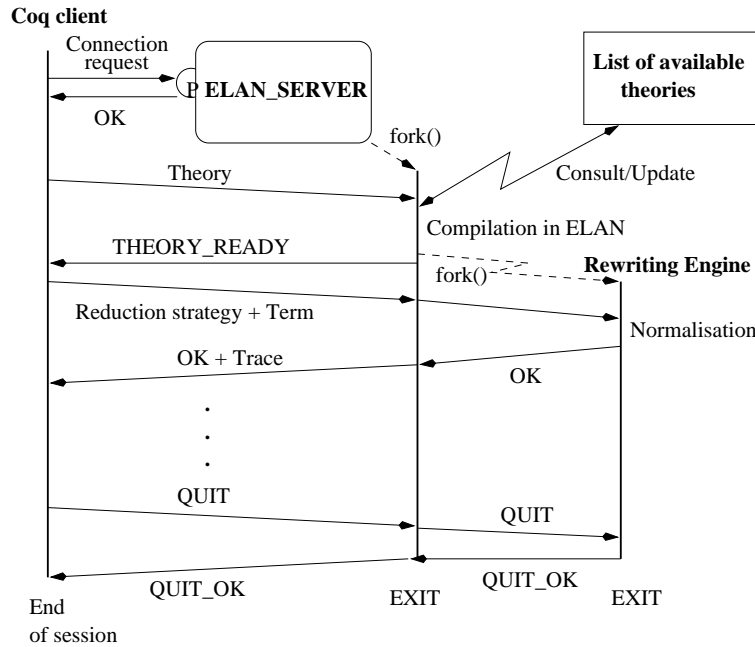 Coq client
Connection
request
P
ELAN_SERVER
List of available
theories
OK
fork()
Theory
Consult/Update
Compilation in ELAN
THEORY_READY
fork()
Rewriting Engine
Reduction strategy + Term
Normalisation
OK + Trace
OK
QUIT
QUIT
QUIT_OK
QUIT_OK
End
of session
EXIT
EXIT